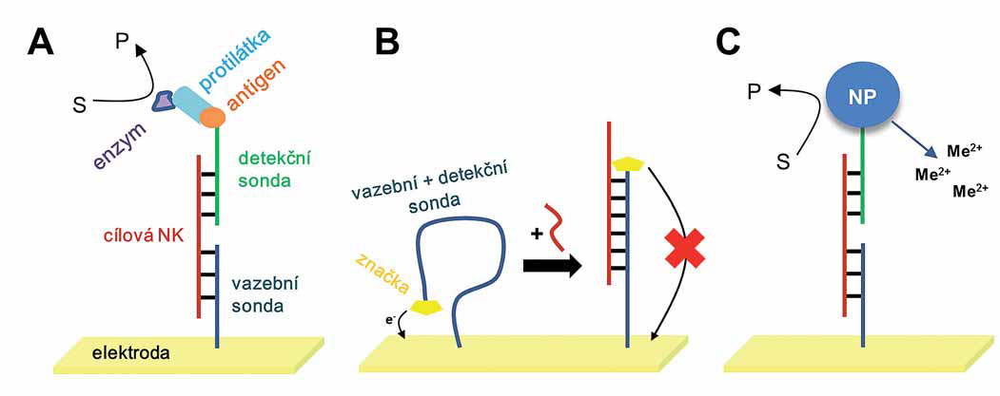 A
P
S
enzym
protilátka
antigen
detekční
sonda
cílová NK
vazební
sonda
elektroda
B
vazební + detekční
sonda
značka
e-
+
C
P
S
NP
Me2+
Me2+
Me2+